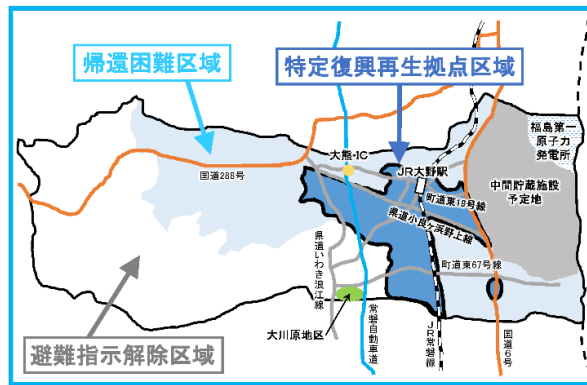 帰還困難区域
特定復興再生拠点区域
福島第一
原子力
発電所
大熊・IC
JR大野駅
国道288号
中間貯蔵施設
予定地
町道東18号線
県道小良ヶ浜野上線
県道いわき浪江線
町道東67号線
大川原地区
常磐自動車道
JR常磐線
国道6号
避難指示解除区域